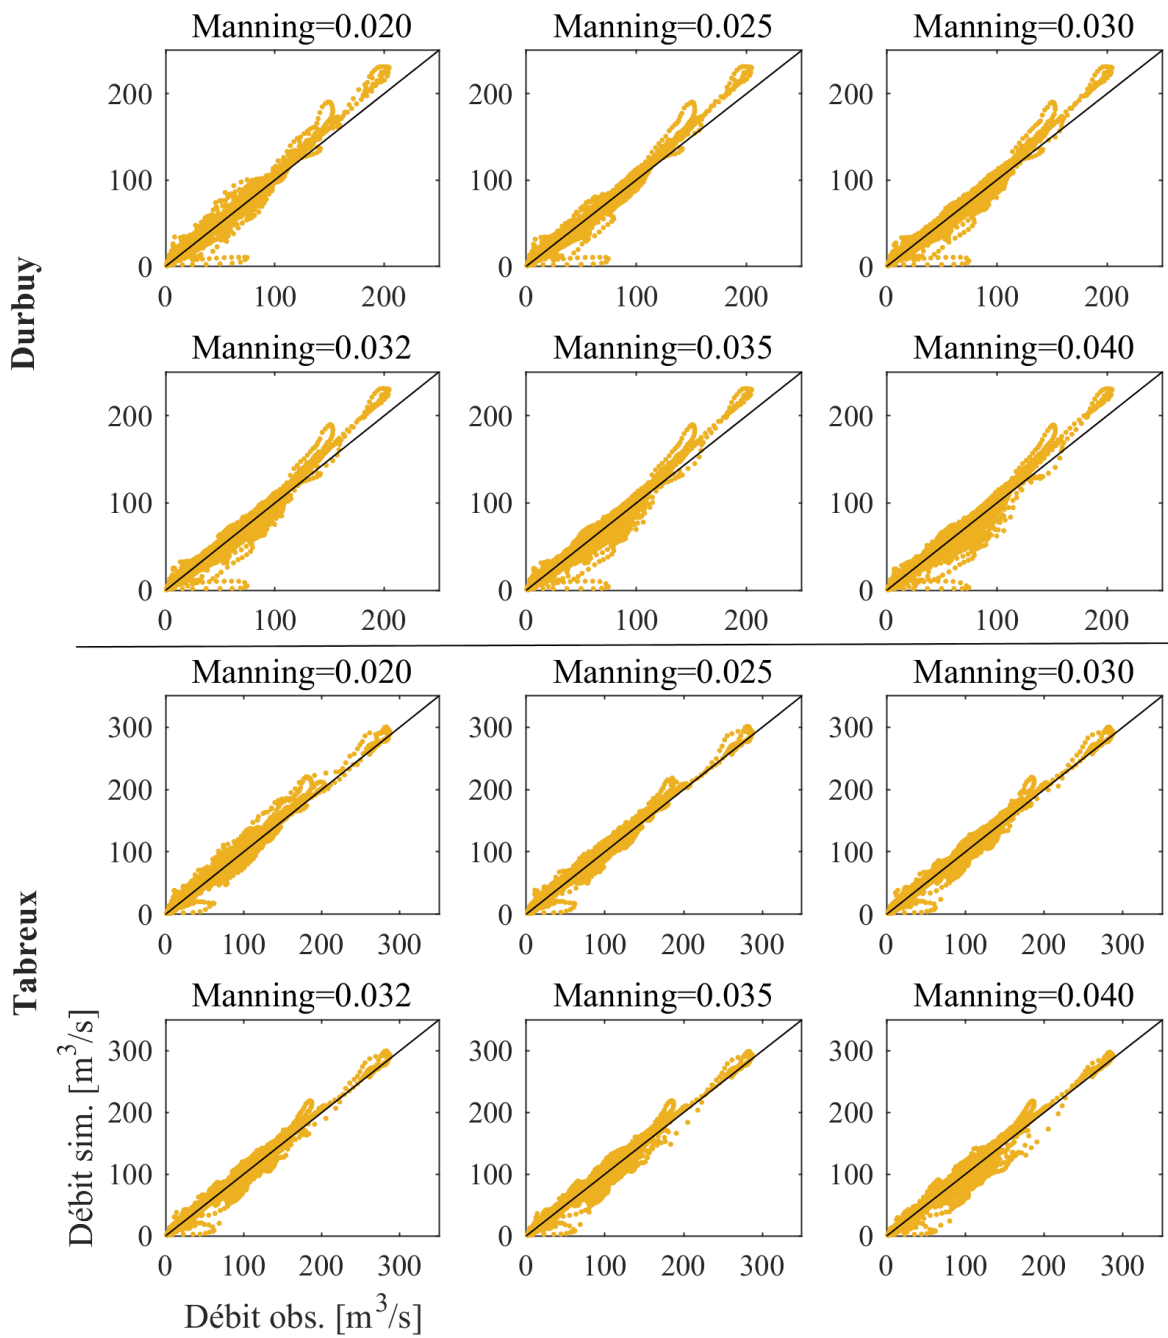 Durbuy
Manning=0.020 Manning=0.025 Manning=0.030
200 200 200
100 100 100
0 0 0
0 100 200 0 100 200 0 100 200
Manning=0.032 Manning=0.035 Manning=0.040
200 200 200
100 100 100
0 0 0
0 100 200 0 100 200 0 100 200
Tabreux
Manning=0.020 Manning=0.025 Manning=0.030
300 300 300
200 200 200
100 100 100
0 0 0
0 100 200 300 0 100 200 300 0 100 200 300
Manning=0.032 Manning=0.035 Manning=0.040
Débit sim. [m³/s]
300 300 300
200 200 200
100 100 100
0 0 0
0 100 200 300 0 100 200 300 0 100 200 300
Débit obs. [m³/s]